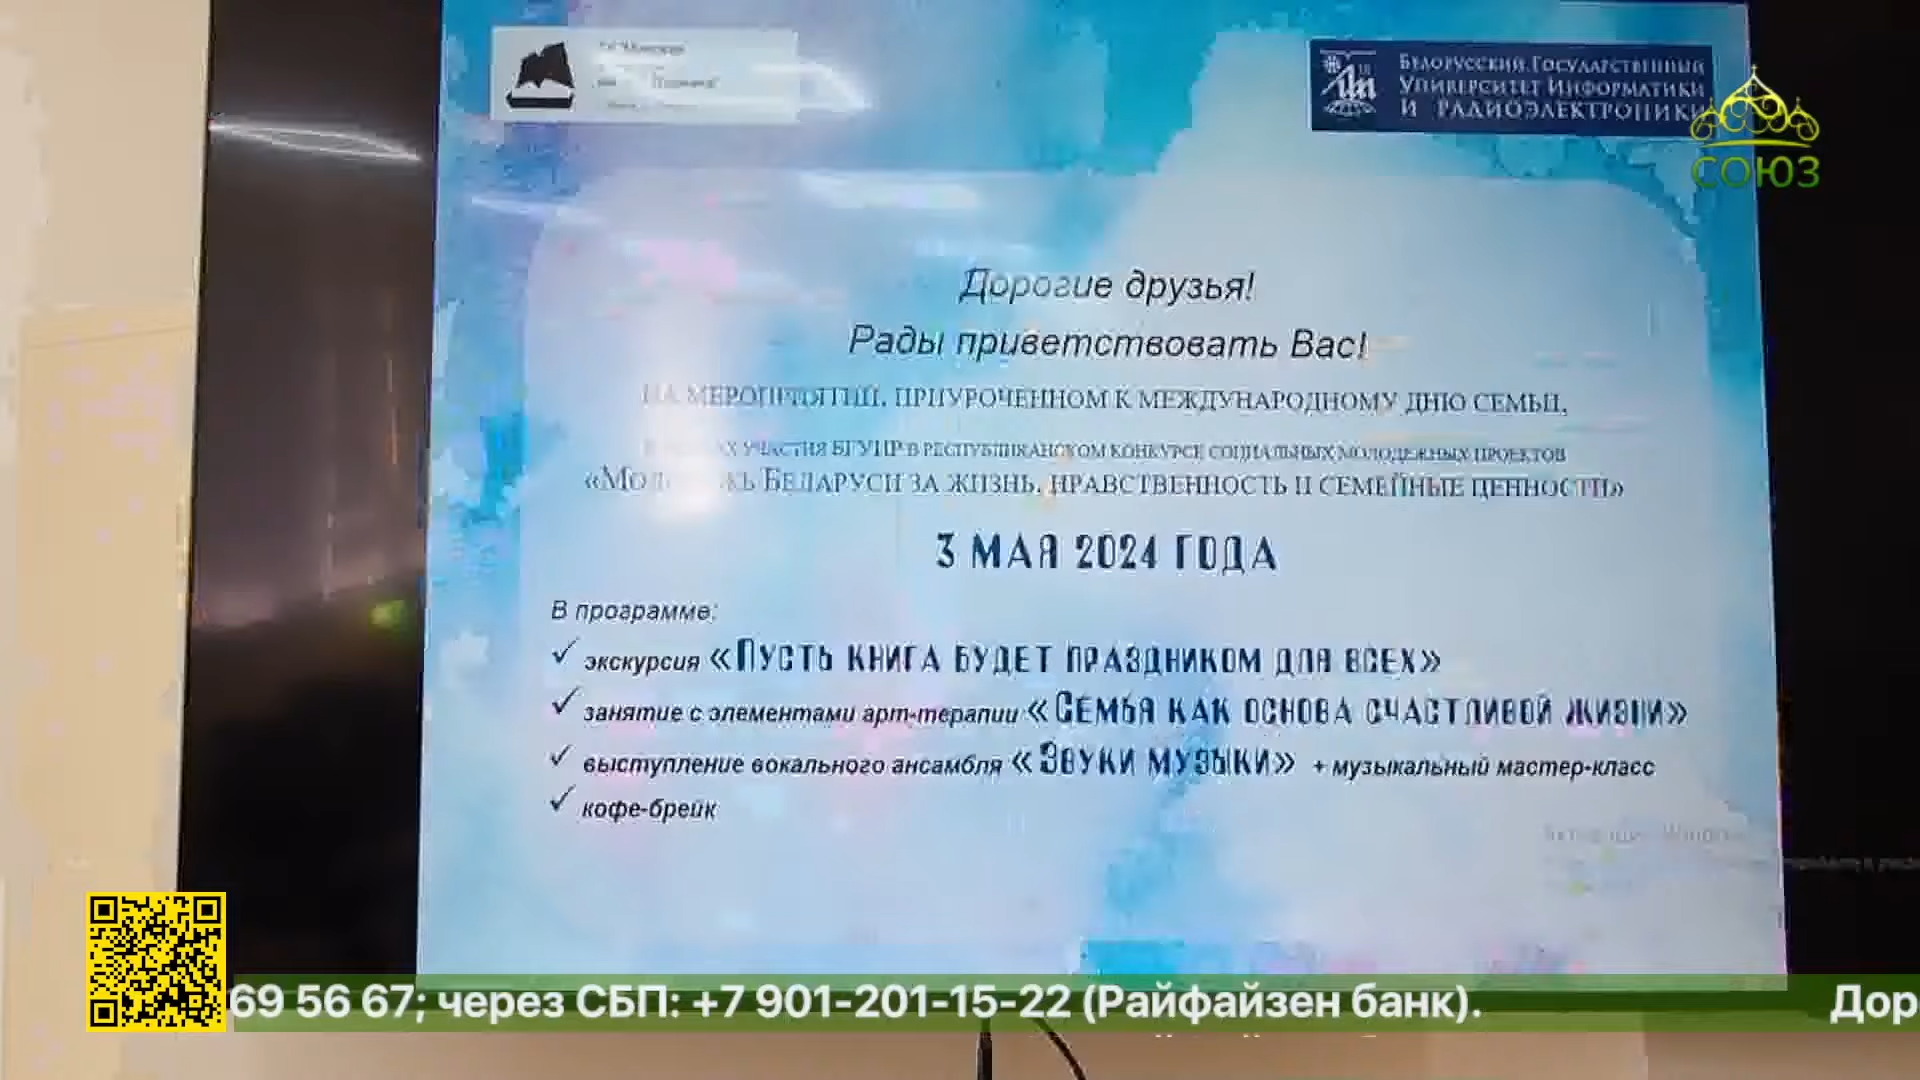 Белорусский Государственный
Университет Информатики
и радиоэлектроники
СОЮЗ
Дорогие друзья!
Рады приветствовать Вас!
НА МЕРОПРИЯТИИ, ПРИУРОЧЕННОМ К МЕЖДУНАРОДНОМУ ДНЮ СЕМЬИ,
УЧАСТИЯ БГУИР В РЕСПУБЛИКАНСКОМ КОНКУРСЕ СОЦИАЛЬНЫХ МОЛОДЕЖНЫХ ПРОЕКТОВ
«МОЛОДЕЖЬ БЕЛАРУСИ ЗА ЖИЗНЬ, НРАВСТВЕННОСТЬ И СЕМЕЙНЫЕ ЦЕННОСТИ»
3 МАЯ 2024 ГОДА
В программе:
✓ экскурсия «Пусть книга будет праздником для всех»
✓ занятие с элементами арт-терапии «Семья как основа счастливой жизни»
✓ выступление вокального ансамбля «Звуки музыки» + музыкальный мастер-класс
✓ кофе-брейк
69 56 67; через СБП: +7 901-201-15-22 (Райфайзен банк). Дор